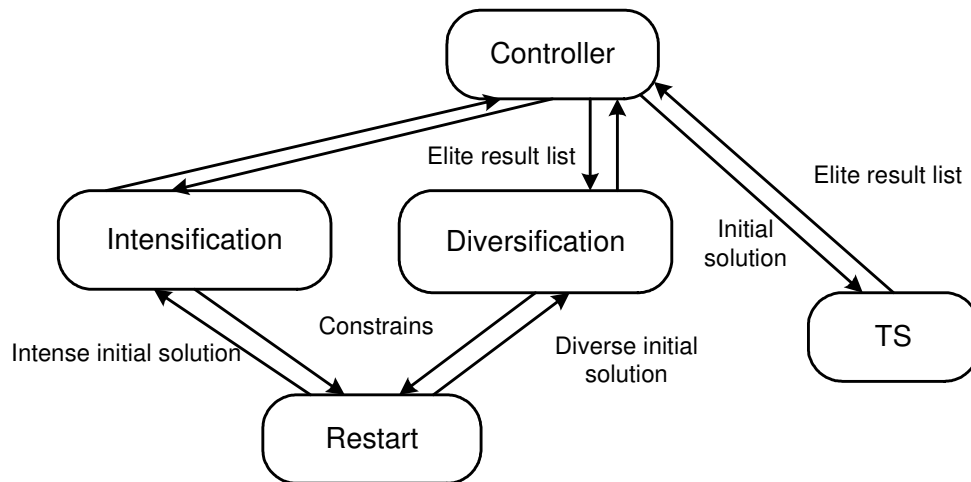 Controller
Elite result list
Elite result list
Intensification
Diversification
Initial
solution
Constrains
TS
Intense initial solution
Diverse initial
solution
Restart